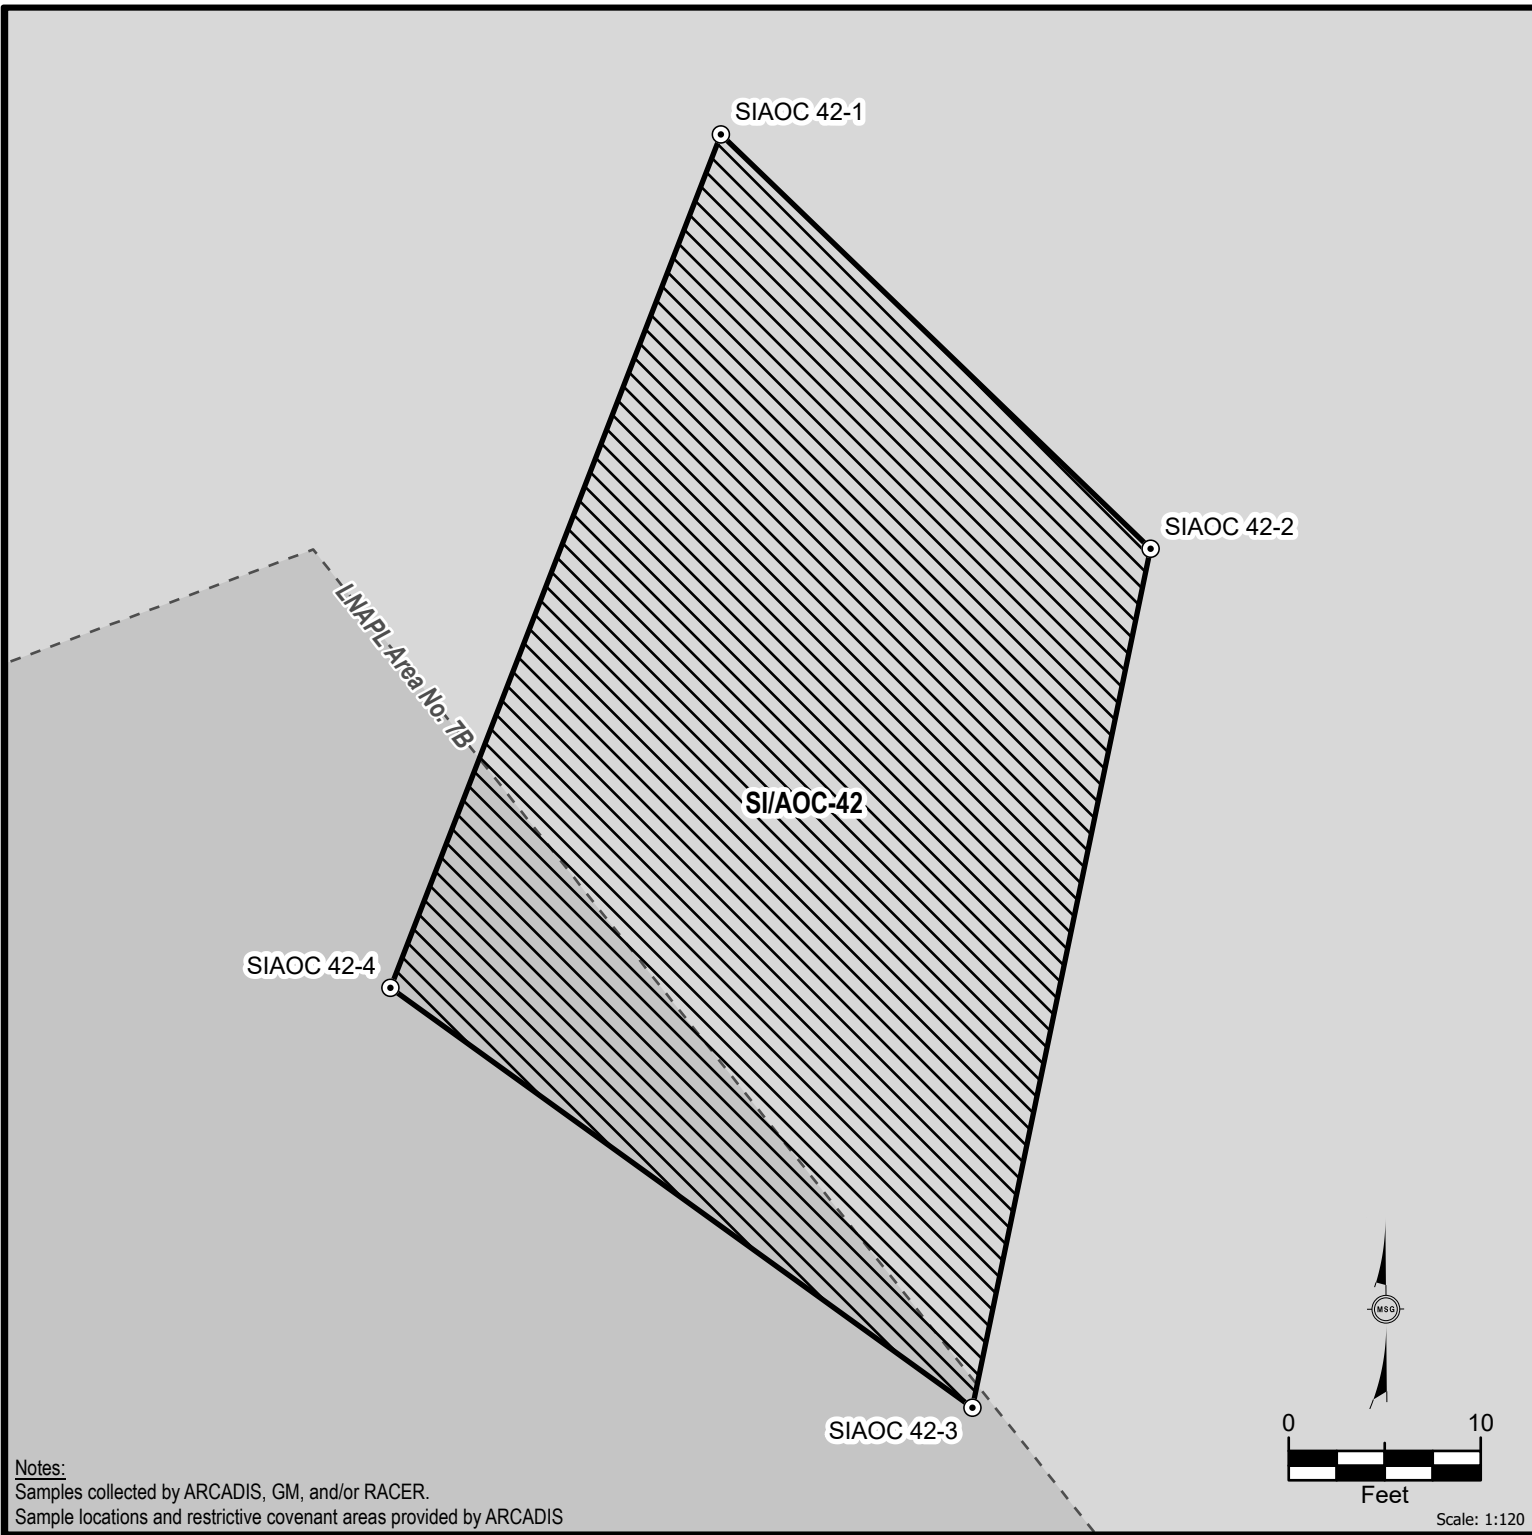 SIAOC 42-1
SIAOC 42-2
LNAPL Area No. 7B
SI/AOC-42
SIAOC 42-4
SIAOC 42-3
MSG
0 10
Feet
Notes:
Samples collected by ARCADIS, GM, and/or RACER.
Sample locations and restrictive covenant areas provided by ARCADIS
Scale: 1:120